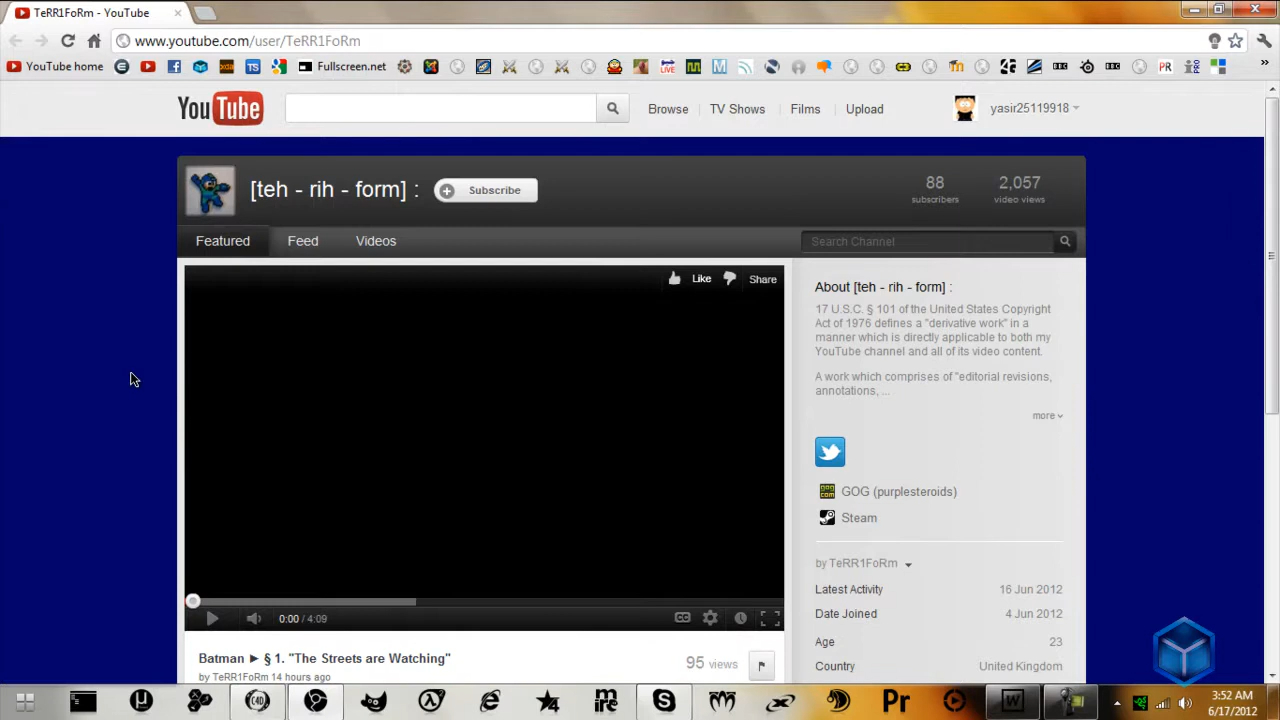 TeRR1FoRm - YouTube
www.youtube.com/user/TeRR1FoRm
YouTube home
Fullscreen.net
YouTube
Browse
TV Shows
Films
Upload
yasir25119918
[teh - rih - form] :
Subscribe
88
subscribers
2,057
video views
Featured
Feed
Videos
Search Channel
Like
Share
About [teh - rih - form] :
17 U.S.C. § 101 of the United States Copyright
Act of 1976 defines a "derivative work" in a
manner which is directly applicable to both my
YouTube channel and all of its video content.
A work which comprises of "editorial revisions,
annotations, ...
more
GOG (purplesteroids)
Steam
by TeRR1FoRm
Latest Activity 16 Jun 2012
Date Joined 4 Jun 2012
Age 23
Country United Kingdom
0:00 / 4:09
Batman ► § 1. "The Streets are Watching"
by TeRR1FoRm 14 hours ago
95 views
3:52 AM
6/17/2012